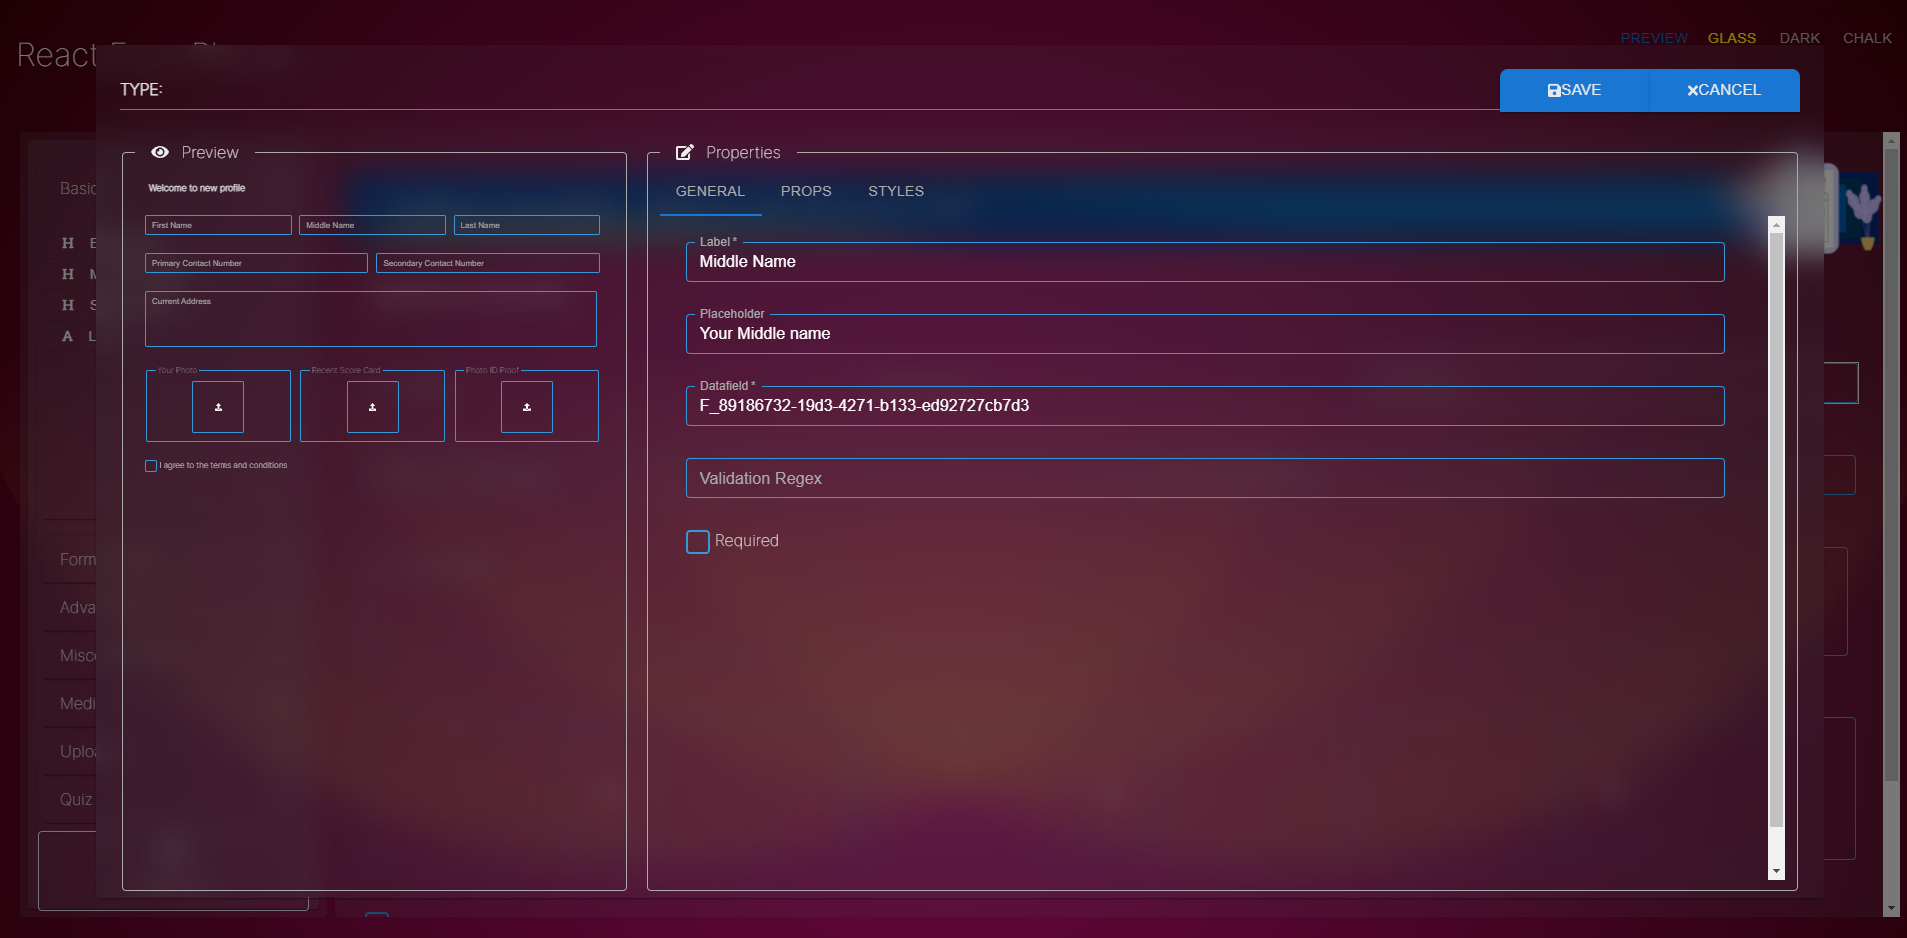 React
PREVIEW GLASS DARK CHALK
TYPE:
SAVE CANCEL
Preview
Properties
Welcome to new profile
GENERAL PROPS STYLES
First Name Middle Name Last Name
Label *
Middle Name
Primary Contact Number Secondary Contact Number
Current Address
Placeholder
Your Middle name
Your Photo Recent Score Card Photo ID Proof
Datafield *
F_89186732-19d3-4271-b133-ed92727cb7d3
I agree to the terms and conditions
Validation Regex
Required
Basic
H E
H M
H S
A L
Form
Adva
Misce
Medi
Uploa
Quiz